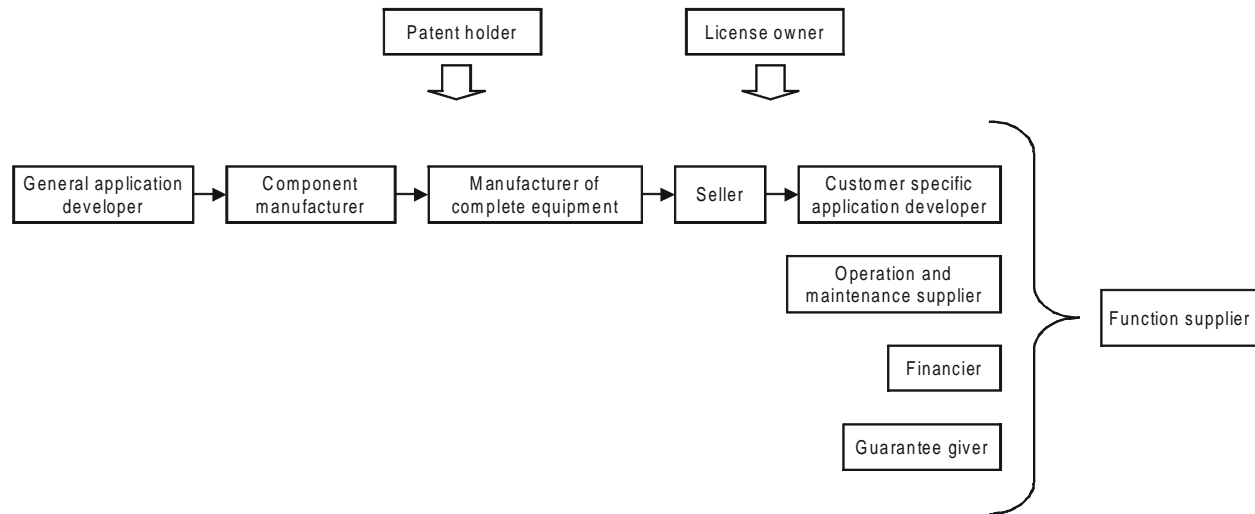 Patent holder
License owner
General application
developer
Component
manufacturer
Manufacturer of
complete equipment
Seller
Customer specific
application developer
Operation and
maintenance supplier
Function supplier
Financier
Guarantee giver